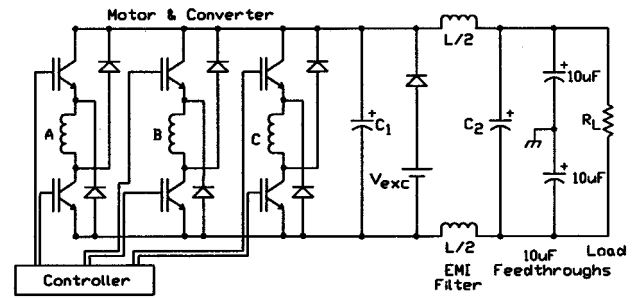 Motor & Converter
L/2
A
B
C
C1
Vexc
C2
10uF
10uF
RL
L/2
EMI
Filter
10uF
Feedthroughs
Load
Controller